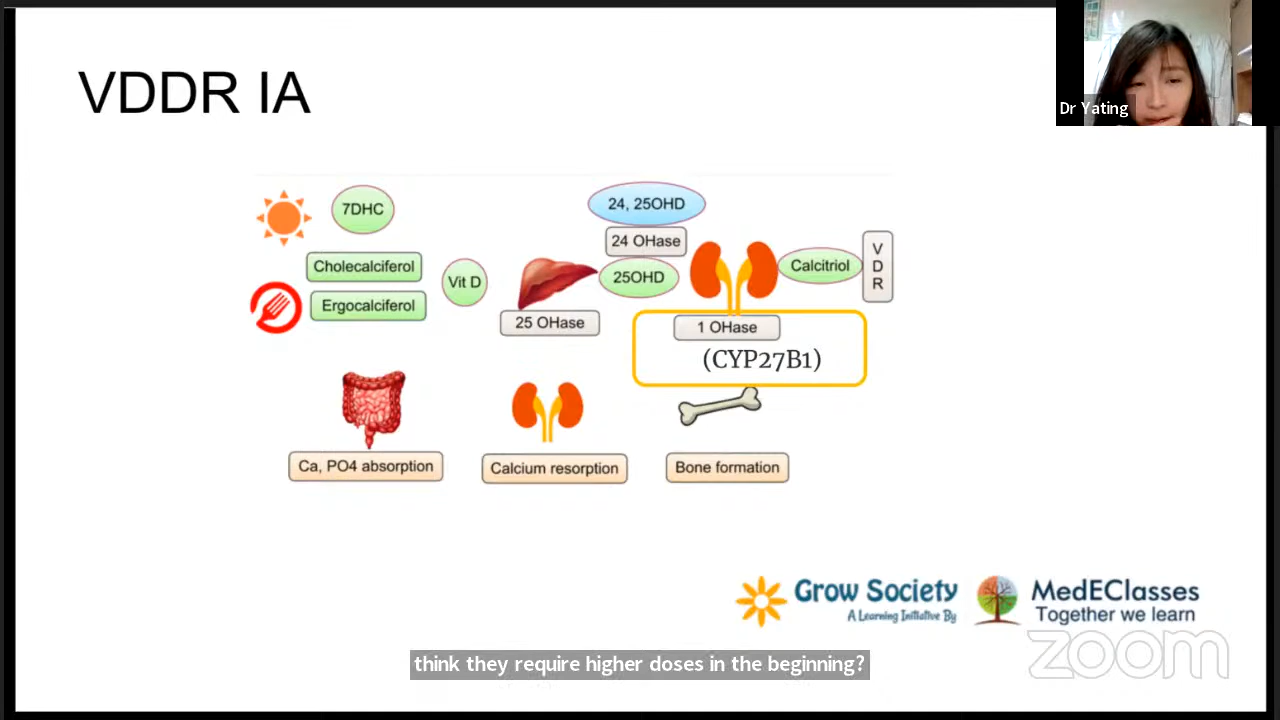 VDDR IA
Dr Yating
7DHC
24, 25OHD
24 OHase
Cholecalciferol
Vit D
25OHD
Calcitriol
V
D
R
Ergocalciferol
25 OHase
1 OHase
(CYP27B1)
Ca, PO4 absorption
Calcium resorption
Bone formation
Grow Society
A Learning Initiative By
MedEClasses
Together we learn
zoom
think they require higher doses in the beginning?